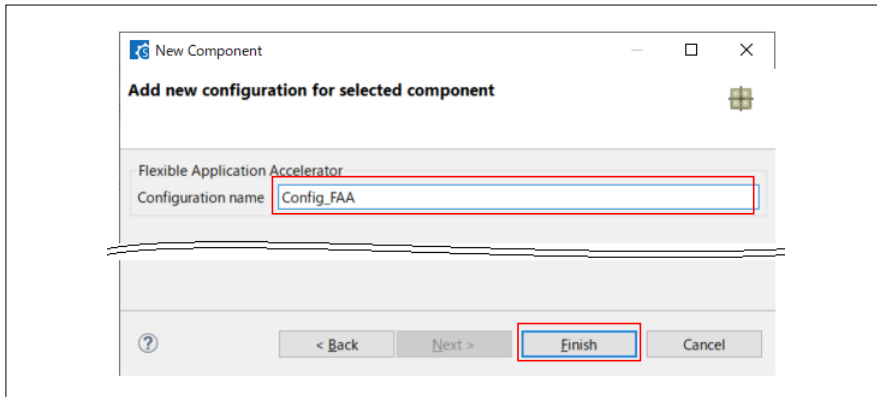 New Component
Add new configuration for selected component
Flexible Application Accelerator
Configuration name Config_FAA
< Back Next > Finish Cancel